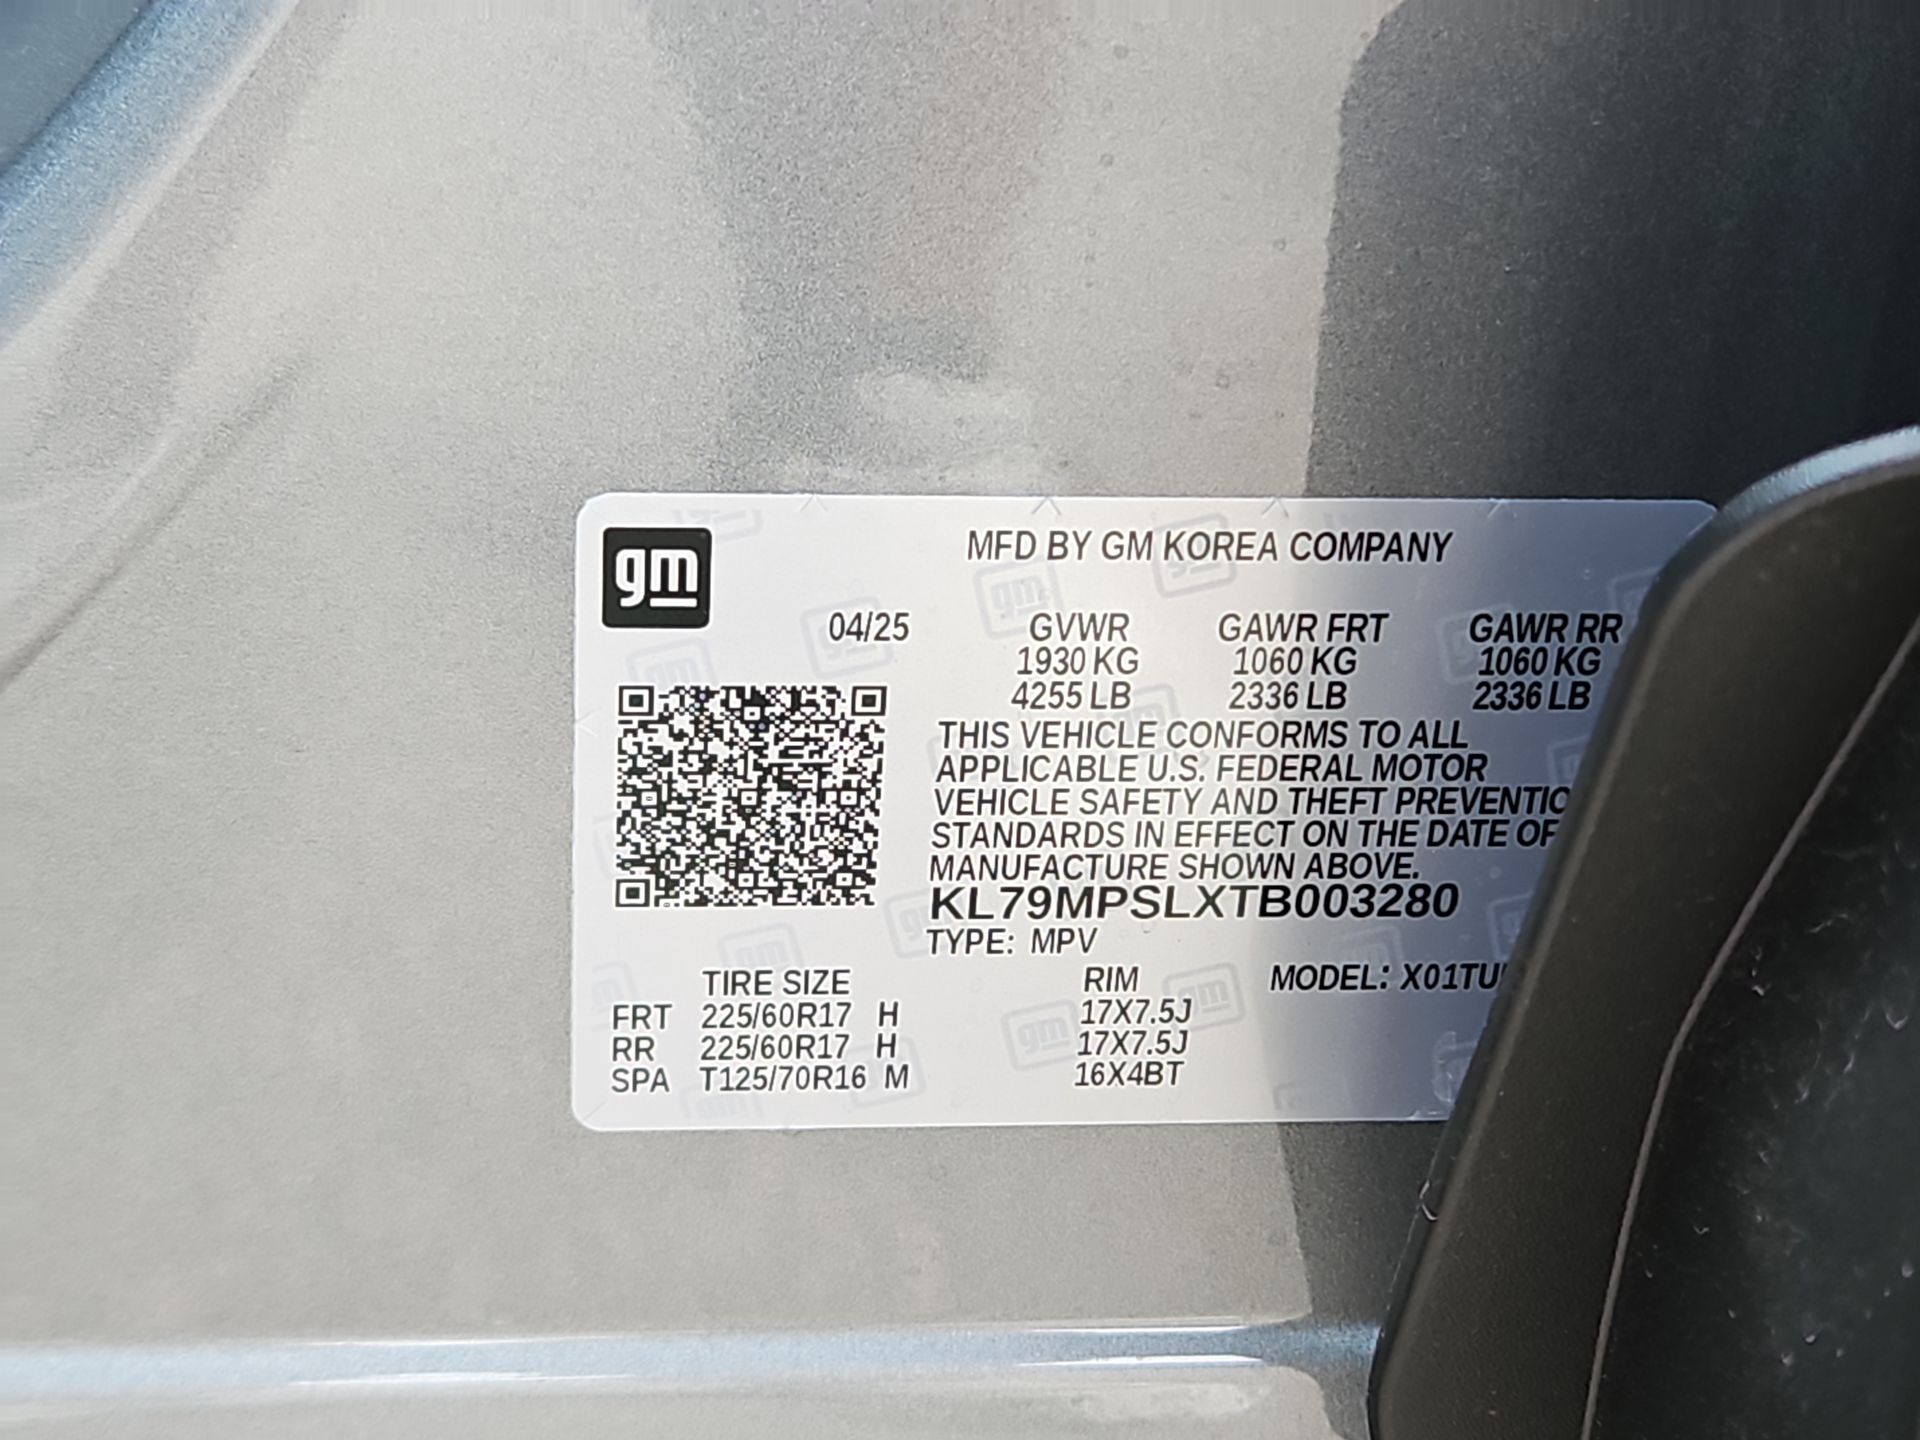 gm
MFD BY GM KOREA COMPANY
04/25 GVWR GAWR FRT GAWR RR
1930 KG 1060 KG 1060 KG
4255 LB 2336 LB 2336 LB
THIS VEHICLE CONFORMS TO ALL
APPLICABLE U.S. FEDERAL MOTOR
VEHICLE SAFETY AND THEFT
STANDARDS IN EFFECT ON THE DATE OF
MANUFACTURE SHOWN ABOVE.
KL79MPSLXTB003280
TYPE: MPV
TIRE SIZE RIM MODEL:
FRT 225/60R17 H 17X7.5J
RR 225/60R17 H 17X7.5J
SPA T125/70R16 M 16X4BT